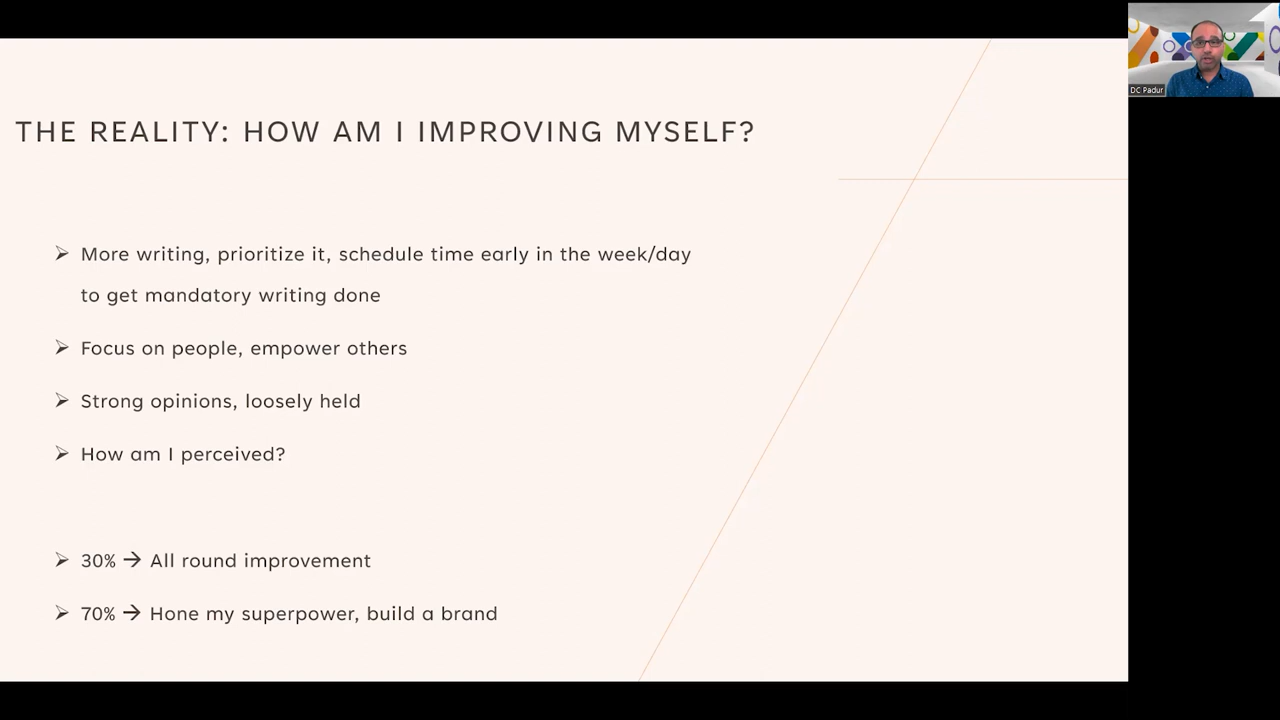 THE REALITY: HOW AM I IMPROVING MYSELF?
➢ More writing, prioritize it, schedule time early in the week/day
to get mandatory writing done
➢ Focus on people, empower others
➢ Strong opinions, loosely held
➢ How am I perceived?
➢ 30% → All round improvement
➢ 70% → Hone my superpower, build a brand
DC Padur